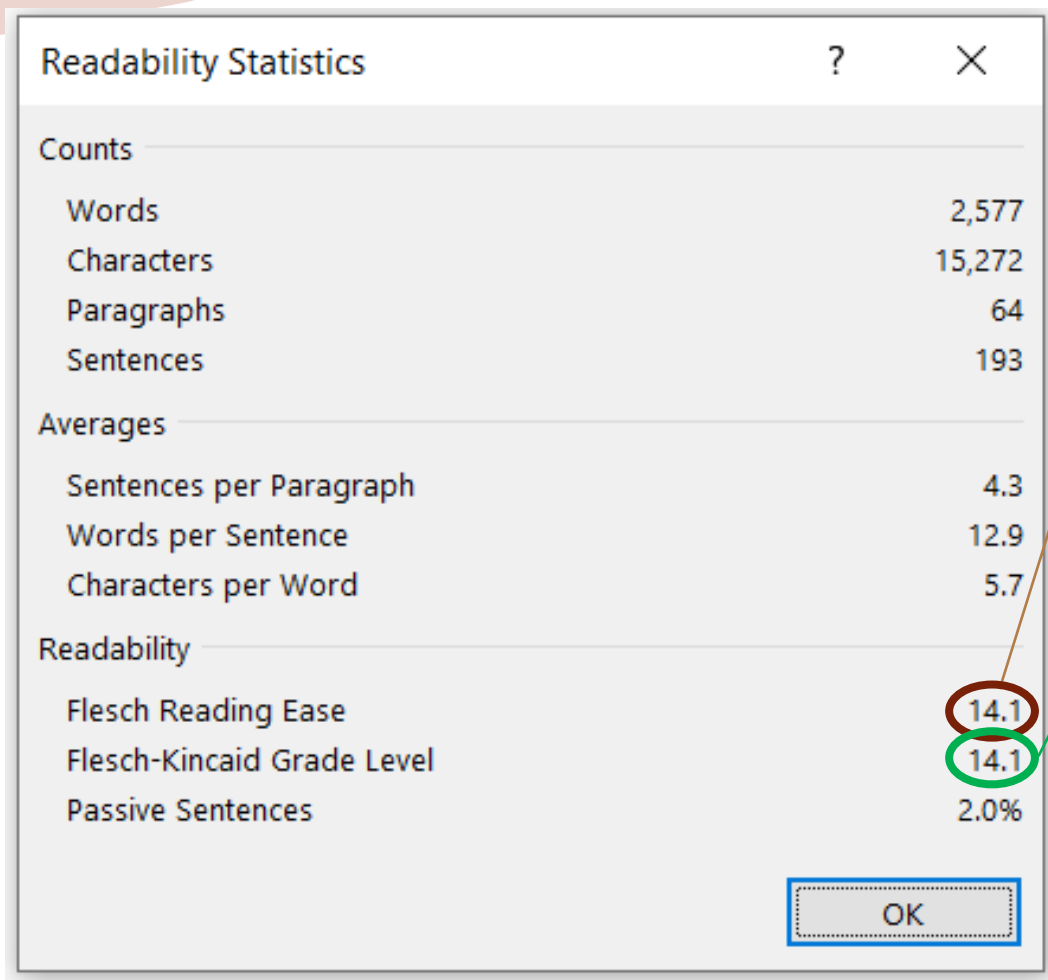 Readability Statistics ? ×
Counts
Words 2,577
Characters 15,272
Paragraphs 64
Sentences 193
Averages
Sentences per Paragraph 4.3
Words per Sentence 12.9
Characters per Word 5.7
Readability
Flesch Reading Ease 14.1
Flesch-Kincaid Grade Level 14.1
Passive Sentences 2.0%
OK